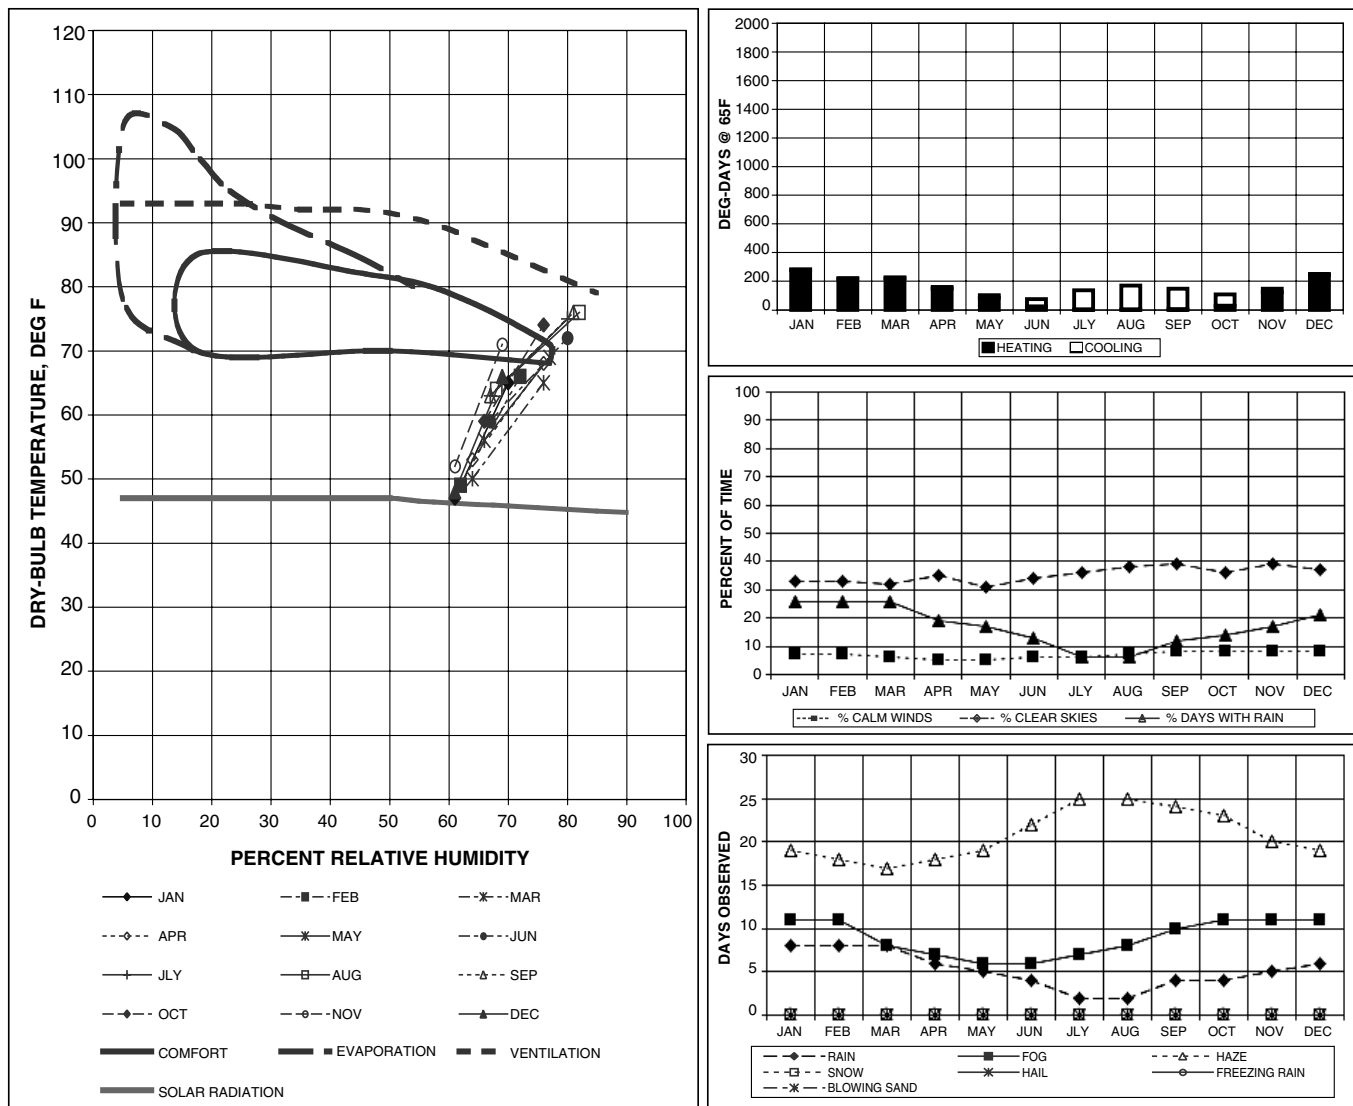 120
110
100
90
80
70
60
50
40
30
20
10
0
DRY-BULB TEMPERATURE, DEG F
0 10 20 30 40 50 60 70 80 90 100
PERCENT RELATIVE HUMIDITY
JAN FEB MAR
APR MAY JUN
JLY AUG SEP
OCT NOV DEC
COMFORT EVAPORATION VENTILATION
SOLAR RADIATION
2000
1800
1600
1400
1200
1000
800
600
400
200
0
DEG-DAYS @ 65F
JAN FEB MAR APR MAY JUN JLY AUG SEP OCT NOV DEC
HEATING COOLING
100
90
80
70
60
50
40
30
20
10
0
PERCENT OF TIME
JAN FEB MAR APR MAY JUN JLY AUG SEP OCT NOV DEC
% CALM WINDS % CLEAR SKIES % DAYS WITH RAIN
30
25
20
15
10
5
0
DAYS OBSERVED
JAN FEB MAR APR MAY JUN JLY AUG SEP OCT NOV DEC
RAIN FOG HAZE
SNOW HAIL FREEZING RAIN
BLOWING SAND